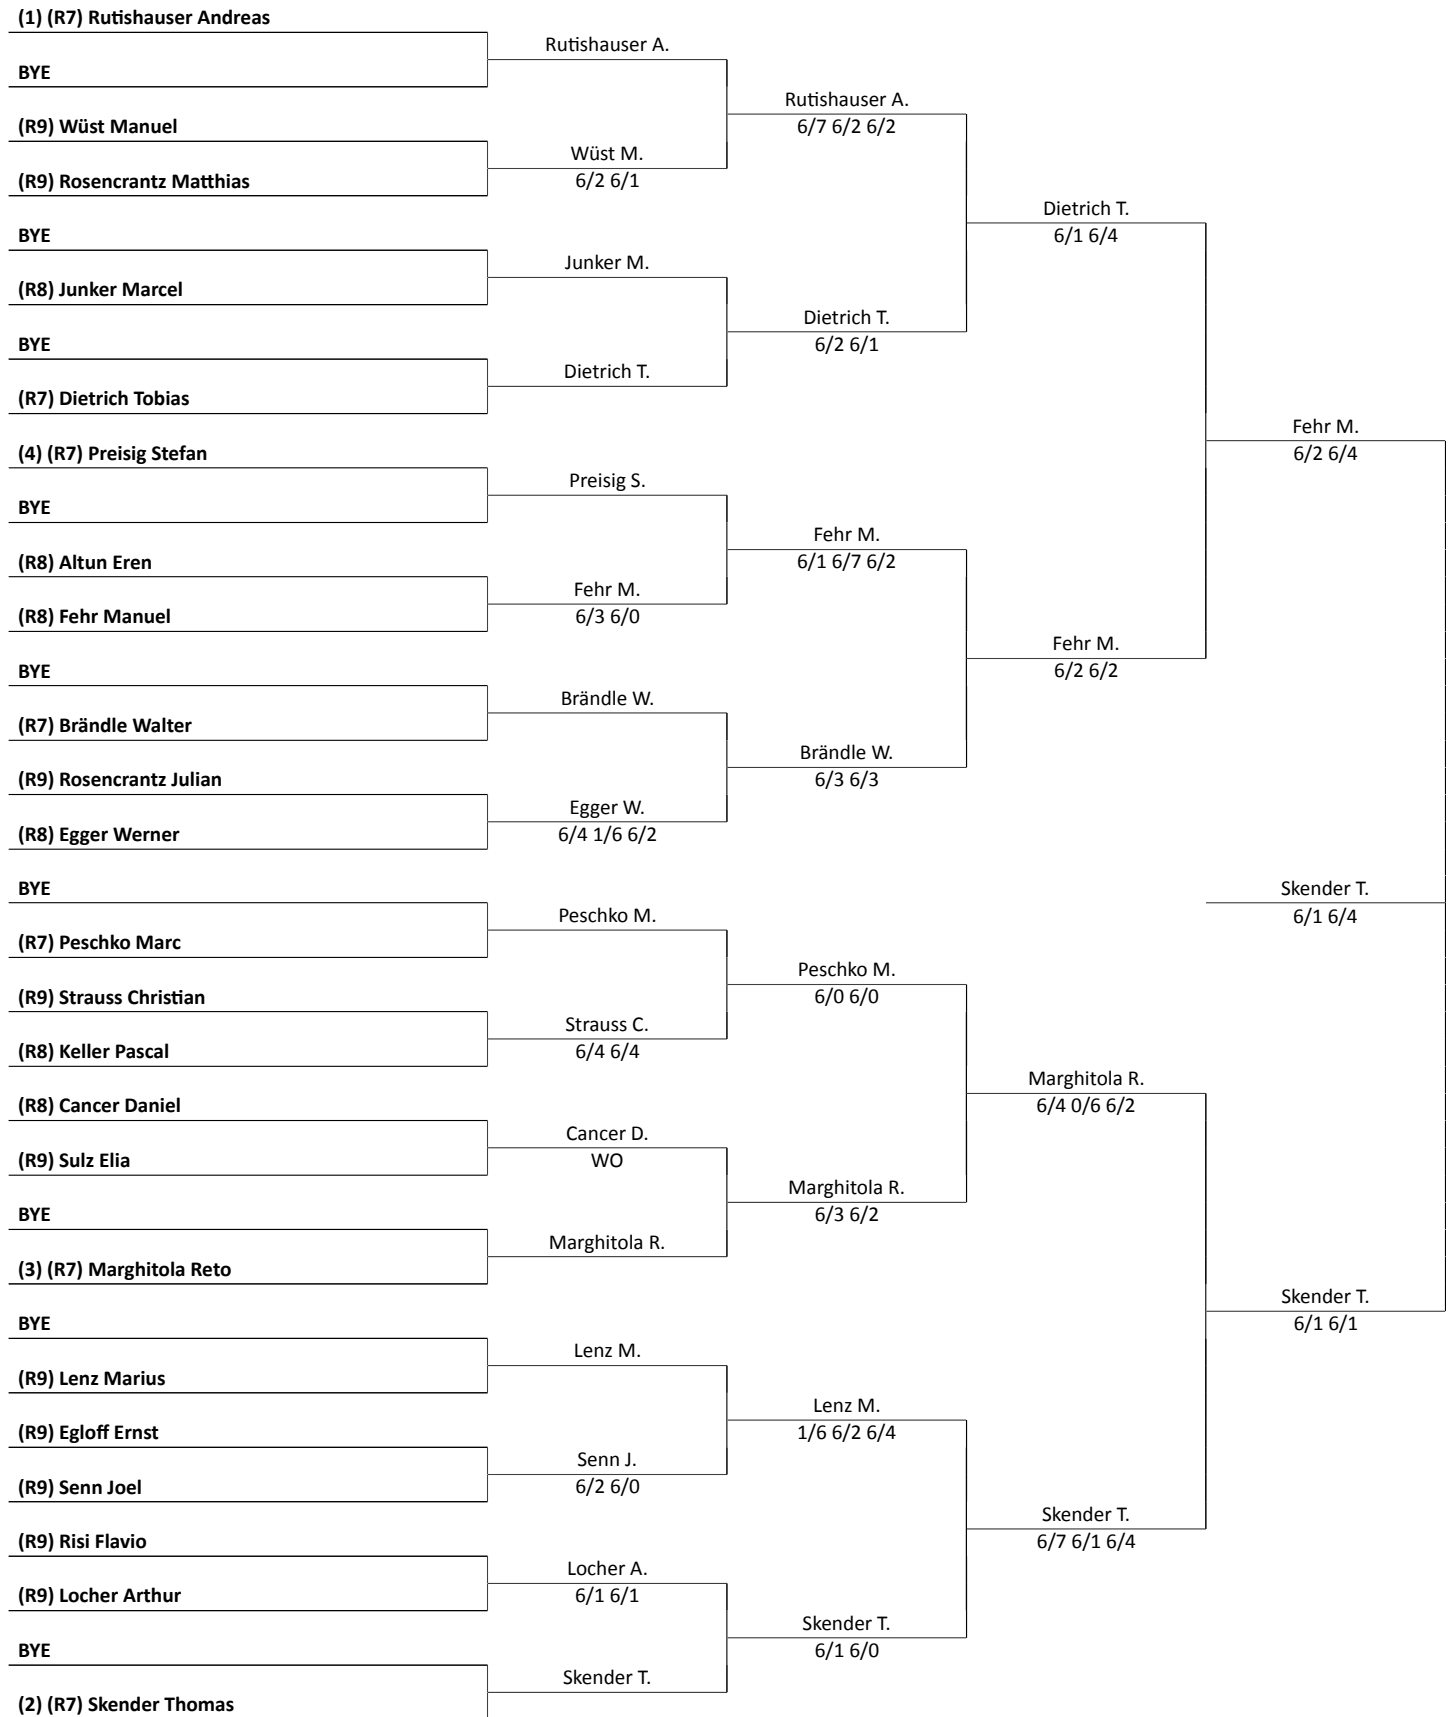 (1) (R7) Rutishauser Andreas
BYE
(R9) Wüst Manuel
(R9) Rosencrantz Matthias
BYE
(R8) Junker Marcel
BYE
(R7) Dietrich Tobias
(4) (R7) Preisig Stefan
BYE
(R8) Altun Eren
(R8) Fehr Manuel
BYE
(R7) Brändle Walter
(R9) Rosencrantz Julian
(R8) Egger Werner
BYE
(R7) Peschko Marc
(R9) Strauss Christian
(R8) Keller Pascal
(R8) Cancer Daniel
(R9) Sulz Elia
BYE
(3) (R7) Marghitola Reto
BYE
(R9) Lenz Marius
(R9) Egloff Ernst
(R9) Senn Joel
(R9) Risi Flavio
(R9) Locher Arthur
BYE
(2) (R7) Skender Thomas
Rutishauser A.
Wüst M.
6/2 6/1
Junker M.
Dietrich T.
Preisig S.
Fehr M.
6/3 6/0
Brändle W.
Egger W.
6/4 1/6 6/2
Peschko M.
Strauss C.
6/4 6/4
Cancer D.
WO
Marghitola R.
Lenz M.
Senn J.
6/2 6/0
Locher A.
6/1 6/1
Skender T.
Rutishauser A.
6/7 6/2 6/2
Dietrich T.
6/2 6/1
Fehr M.
6/1 6/7 6/2
Brändle W.
6/3 6/3
Peschko M.
6/0 6/0
Marghitola R.
6/3 6/2
Lenz M.
1/6 6/2 6/4
Skender T.
6/1 6/0
Dietrich T.
6/1 6/4
Fehr M.
6/2 6/2
Marghitola R.
6/4 0/6 6/2
Skender T.
6/7 6/1 6/4
Fehr M.
6/2 6/4
Skender T.
6/1 6/4
Skender T.
6/1 6/1